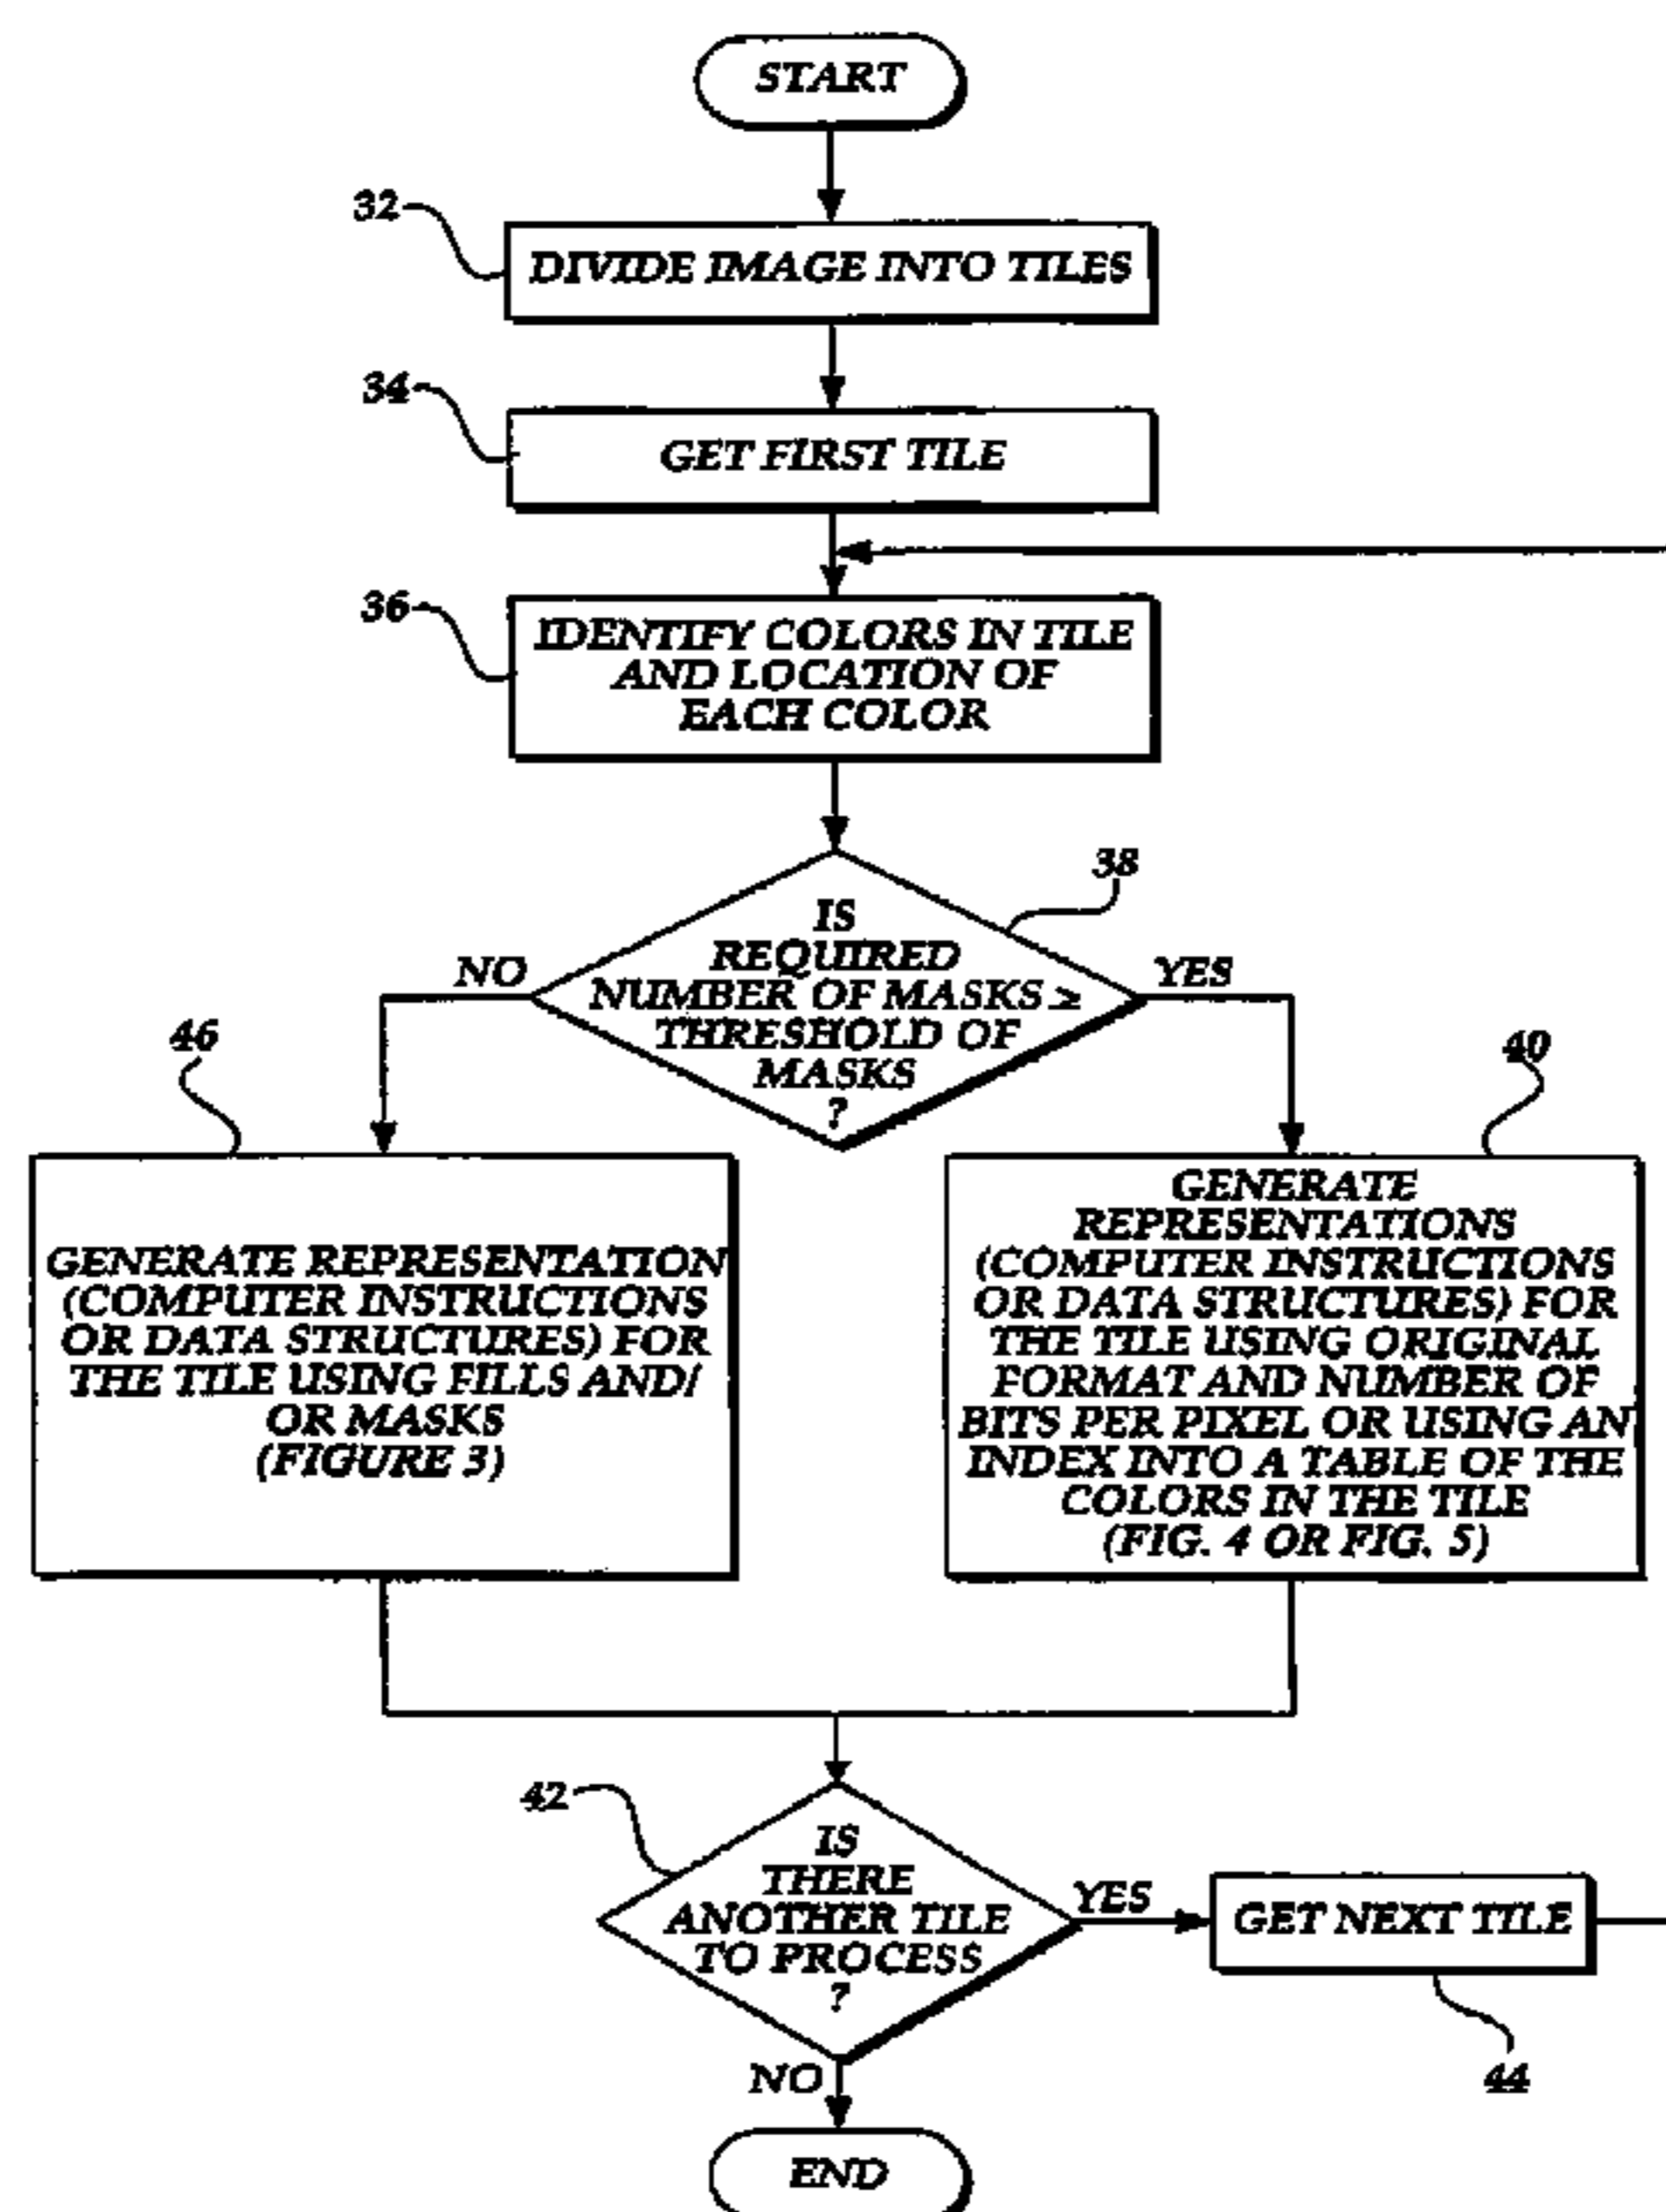 START
32
DIVIDE IMAGE INTO TILES
34
GET FIRST TILE
36
IDENTIFY COLORS IN TILE
AND LOCATION OF
EACH COLOR
38
IS
REQUIRED
NUMBER OF MASKS ≥
THRESHOLD OF
MASKS
?
NO
YES
46
GENERATE REPRESENTATION
(COMPUTER INSTRUCTIONS
OR DATA STRUCTURES) FOR
THE TILE USING FILLS AND/
OR MASKS
(FIGURE 3)
40
GENERATE
REPRESENTATIONS
(COMPUTER INSTRUCTIONS
OR DATA STRUCTURES) FOR
THE TILE USING ORIGINAL
FORMAT AND NUMBER OF
BITS PER PIXEL OR USING AN
INDEX INTO A TABLE OF THE
COLORS IN THE TILE
(FIG. 4 OR FIG. 5)
42
IS
THERE
ANOTHER TILE
TO PROCESS
?
YES
GET NEXT TILE
44
NO
END